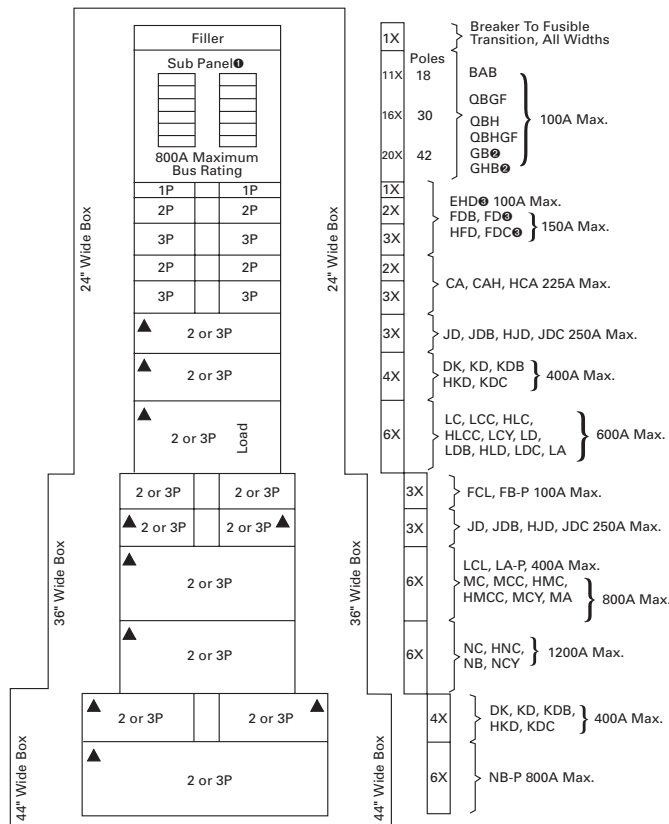 Filler
1X
Breaker To Fusible
Transition, All Widths
Sub Panel❶
800A Maximum
Bus Rating
Poles
11X 18
16X 30
20X 42
BAB
QBGF
QBH
QBHGF
GB❷
GHB❷
100A Max.
24" Wide Box
24" Wide Box
1P 1P
2P 2P
3P 3P
1X
2X
3X
EHD❸ 100A Max.
FDB, FD❸
HFD, FDC❸
150A Max.
2P 2P
3P 3P
2X
3X
CA, CAH, HCA 225A Max.
2 or 3P
3X
JD, JDB, HJD, JDC 250A Max.
2 or 3P
4X
DK, KD, KDB
HKD, KDC
400A Max.
2 or 3P
Load
6X
LC, LCC, HLC,
HLCC, LCY, LD,
LDB, HLD, LDC, LA
600A Max.
36" Wide Box
36" Wide Box
2 or 3P 2 or 3P
3X
FCL, FB-P 100A Max.
2 or 3P 2 or 3P
3X
JD, JDB, HJD, JDC 250A Max.
2 or 3P
6X
LCL, LA-P, 400A Max.
MC, MCC, HMC,
HMCC, MCY, MA
800A Max.
2 or 3P
6X
NC, HNC,
NB, NCY
1200A Max.
44" Wide Box
44" Wide Box
2 or 3P 2 or 3P
4X
DK, KD, KDB,
HKD, KDC
400A Max.
2 or 3P
6X
NB-P 800A Max.